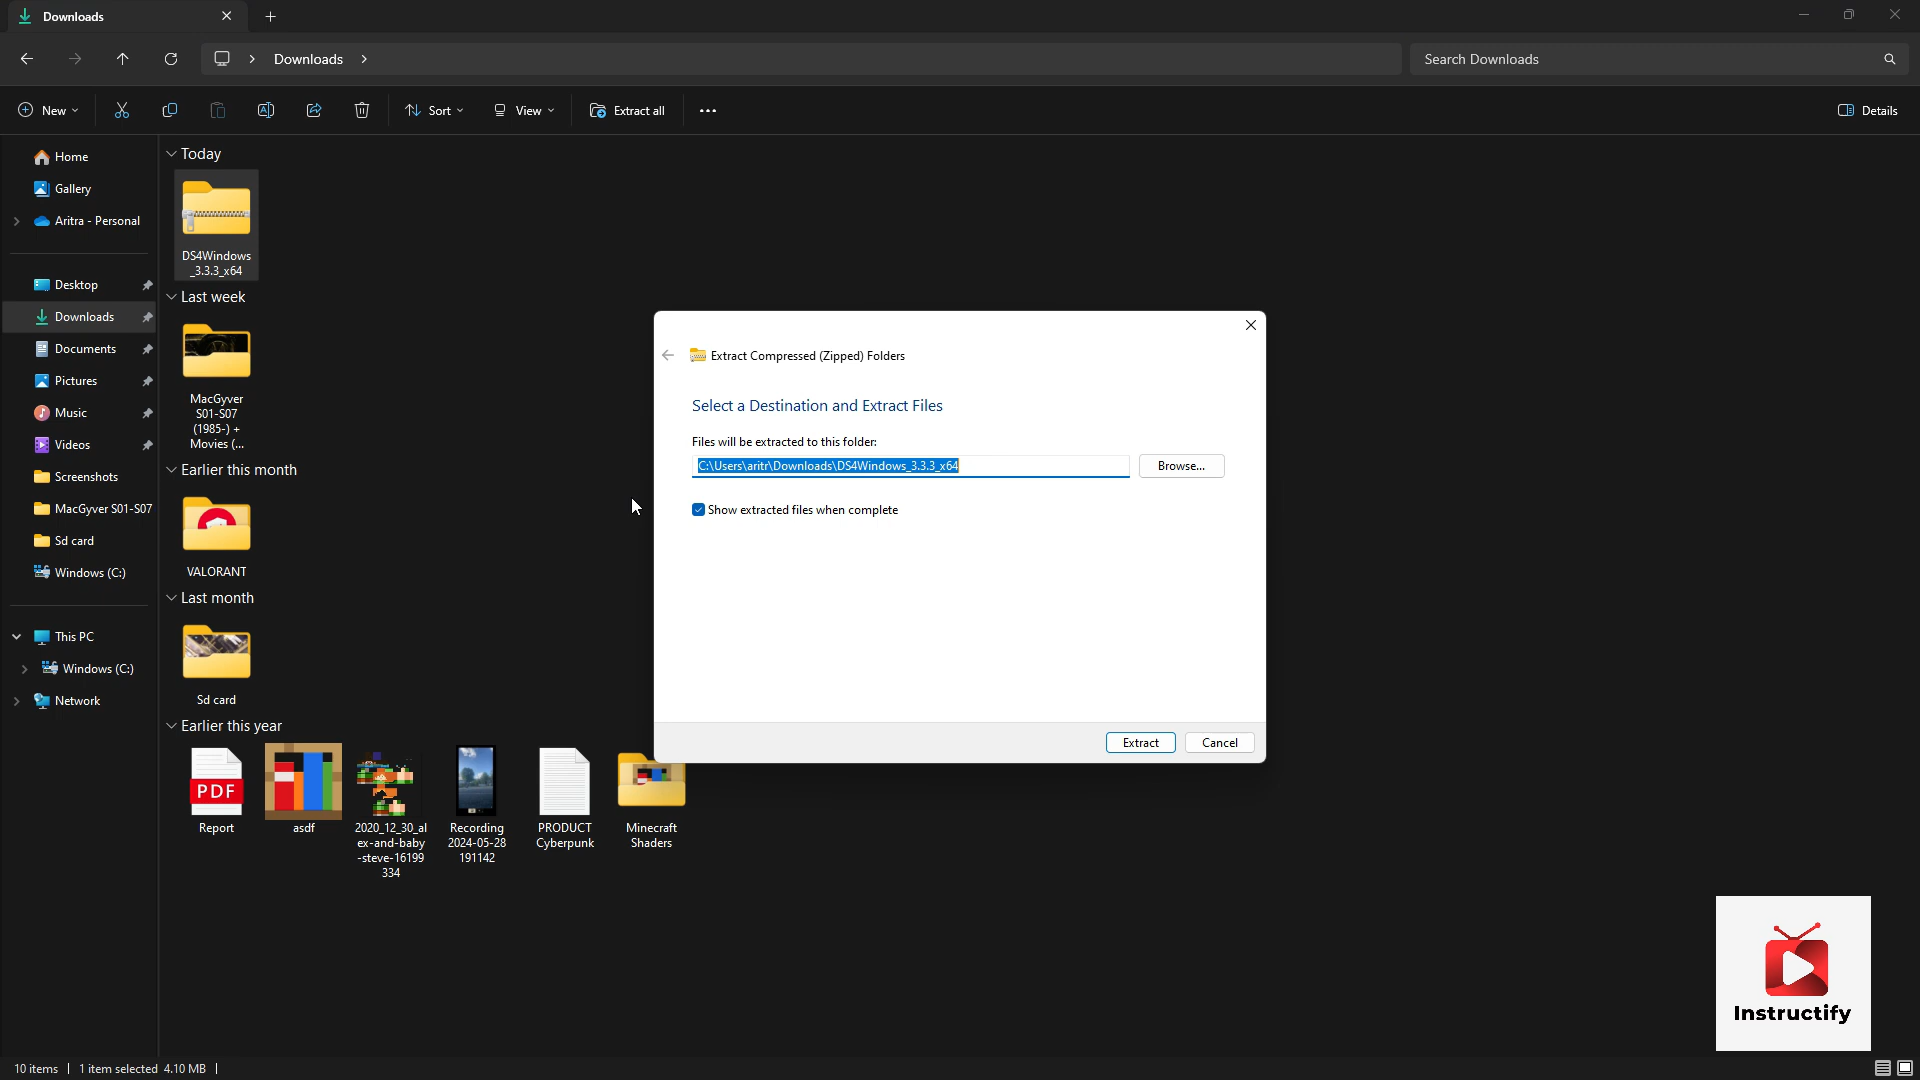 Downloads
Downloads
Search Downloads
New
Sort
View
Extract all
Details
Home
Gallery
Aritra - Personal
Desktop
Downloads
Documents
Pictures
Music
Videos
Screenshots
MacGyver S01-S07
Sd card
Windows (C:)
This PC
Windows (C:)
Network
Today
DS4Windows
_3.3.3_x64
Last week
MacGyver
S01-S07
(1985-) +
Movies (...
Earlier this month
VALORANT
Last month
Sd card
Earlier this year
PDF
Report
asdf
2020_12_30_al
ex-and-baby
-steve-16199
334
Recording
2024-05-28
191142
PRODUCT
Cyberpunk
Minecraft
Shaders
Extract Compressed (Zipped) Folders
Select a Destination and Extract Files
Files will be extracted to this folder:
C:\Users\aritr\Downloads\DS4Windows_3.3.3_x64
Browse...
Show extracted files when complete
Extract
Cancel
Instructify
10 items
1 item selected 4.10 MB